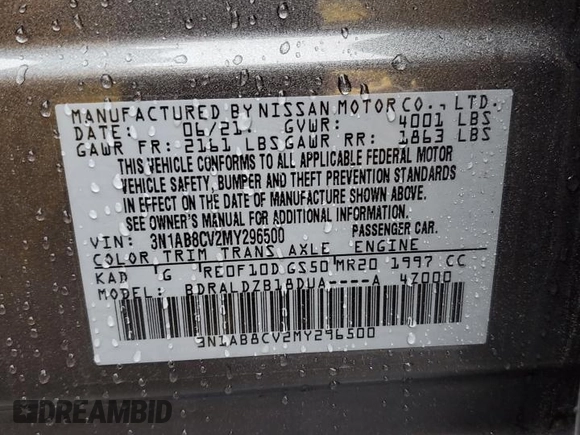 MANUFACTURED BY NISSAN MOTOR CO., LTD.
DATE: 06/21 GVWR: 4001 LBS
GAWR FR: 2161 LBS GAWR RR: 1863 LBS
THIS VEHICLE CONFORMS TO ALL APPLICABLE FEDERAL MOTOR
VEHICLE SAFETY, BUMPER AND THEFT PREVENTION STANDARDS
IN EFFECT ON THE DATE OF MANUFACTURE SHOWN ABOVE.
SEE OWNER'S MANUAL FOR ADDITIONAL INFORMATION.
VIN: 3N1AB8CV2MY296500 PASSENGER CAR.
COLOR TRIM TRANS AXLE ENGINE
KAD G RE0F10D GS50 MR20 1997 CC
MODEL: BDRALDZB18DUA----A 47000
3N1AB8CV2MY296500
DREAMBID